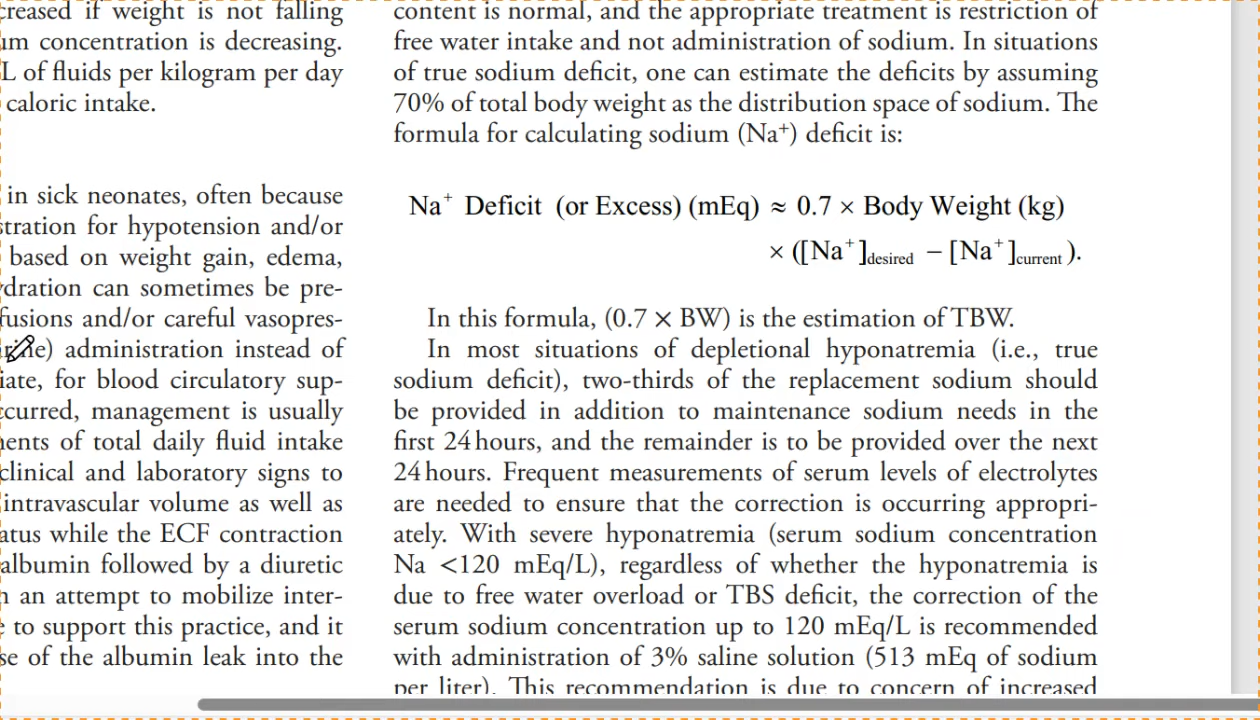 creased if weight is not falling
um concentration is decreasing.
L of fluids per kilogram per day
caloric intake.
in sick neonates, often because
stration for hypotension and/or
based on weight gain, edema,
ydration can sometimes be pre-
fusions and/or careful vasopres-
administration instead of
iate, for blood circulatory sup-
ccurred, management is usually
ents of total daily fluid intake
clinical and laboratory signs to
intravascular volume as well as
atus while the ECF contraction
albumin followed by a diuretic
n an attempt to mobilize inter-
e to support this practice, and it
se of the albumin leak into the
content is normal, and the appropriate treatment is restriction of
free water intake and not administration of sodium. In situations
of true sodium deficit, one can estimate the deficits by assuming
70% of total body weight as the distribution space of sodium. The
formula for calculating sodium (Na⁺) deficit is:
Na⁺ Deficit (or Excess) (mEq) ≈ 0.7 × Body Weight (kg)
× ([Na⁺]desired − [Na⁺]current).
In this formula, (0.7 × BW) is the estimation of TBW.
In most situations of depletional hyponatremia (i.e., true
sodium deficit), two-thirds of the replacement sodium should
be provided in addition to maintenance sodium needs in the
first 24 hours, and the remainder is to be provided over the next
24 hours. Frequent measurements of serum levels of electrolytes
are needed to ensure that the correction is occurring appropri-
ately. With severe hyponatremia (serum sodium concentration
Na <120 mEq/L), regardless of whether the hyponatremia is
due to free water overload or TBS deficit, the correction of the
serum sodium concentration up to 120 mEq/L is recommended
with administration of 3% saline solution (513 mEq of sodium
per liter). This recommendation is due to concern of increased